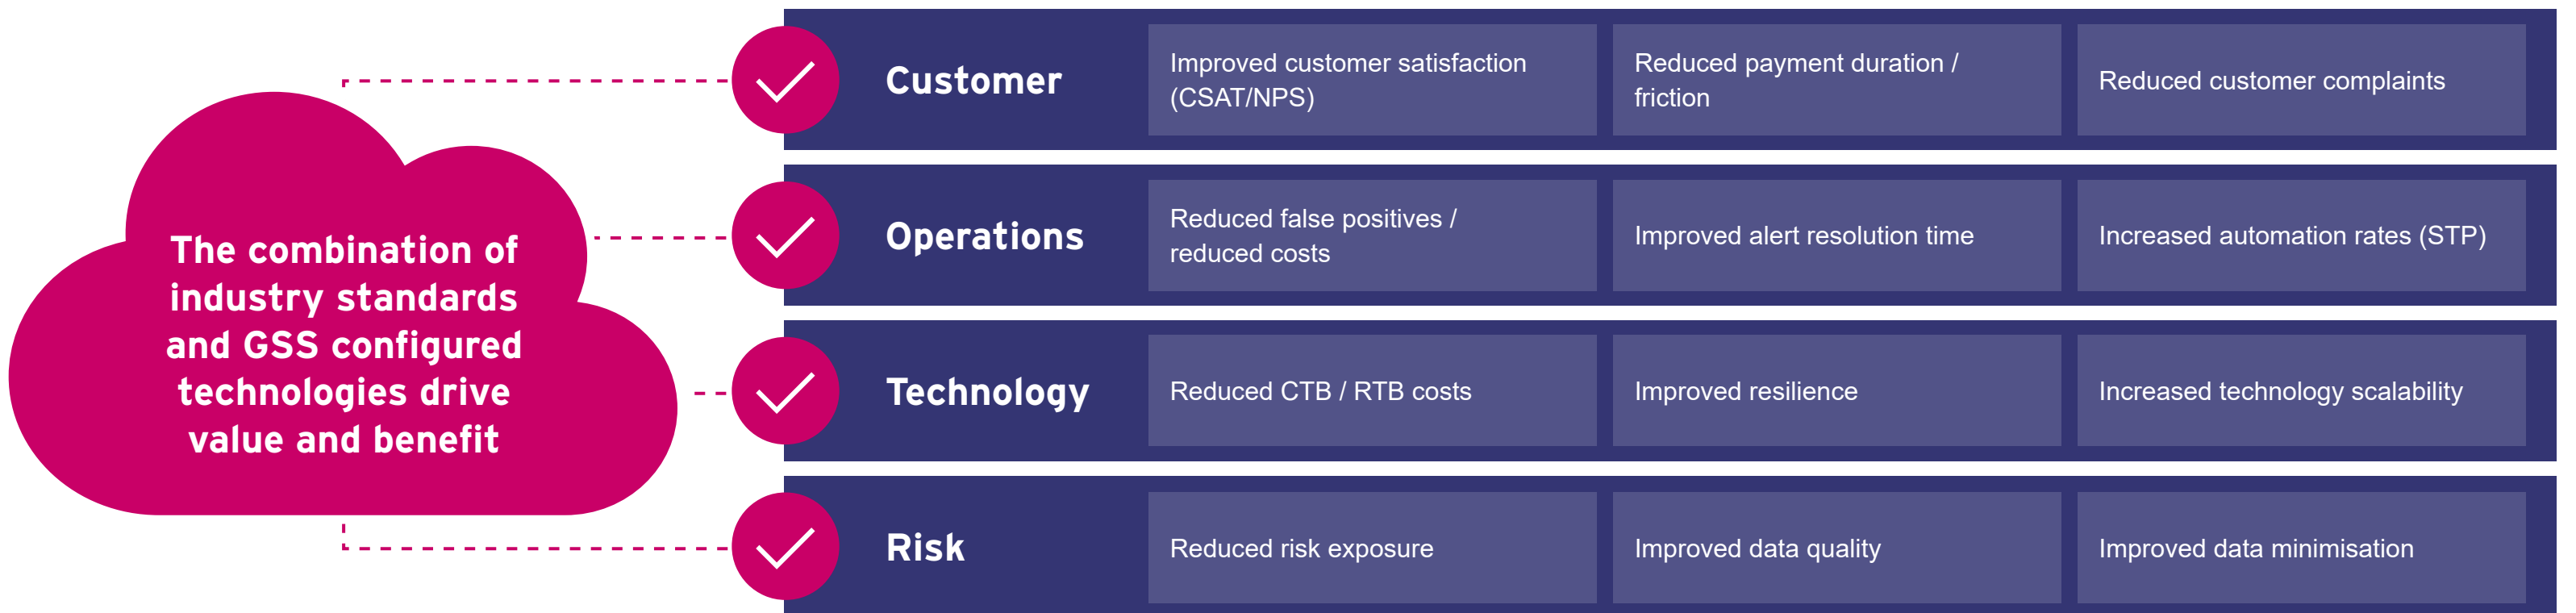 The combination of
industry standards
and GSS configured
technologies drive
value and benefit
Customer
Improved customer satisfaction
(CSAT/NPS)
Reduced payment duration /
friction
Reduced customer complaints
Operations
Reduced false positives /
reduced costs
Improved alert resolution time
Increased automation rates (STP)
Technology
Reduced CTB / RTB costs
Improved resilience
Increased technology scalability
Risk
Reduced risk exposure
Improved data quality
Improved data minimisation